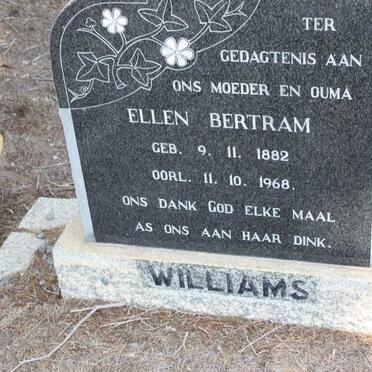 TER
GEDAGTENIS AAN
ONS MOEDER EN OUMA
ELLEN BERTRAM
GEB. 9. 11. 1882
OORL. 11. 10. 1968.
ONS DANK GOD ELKE MAAL
AS ONS AAN HAAR DINK.
WILLIAMS